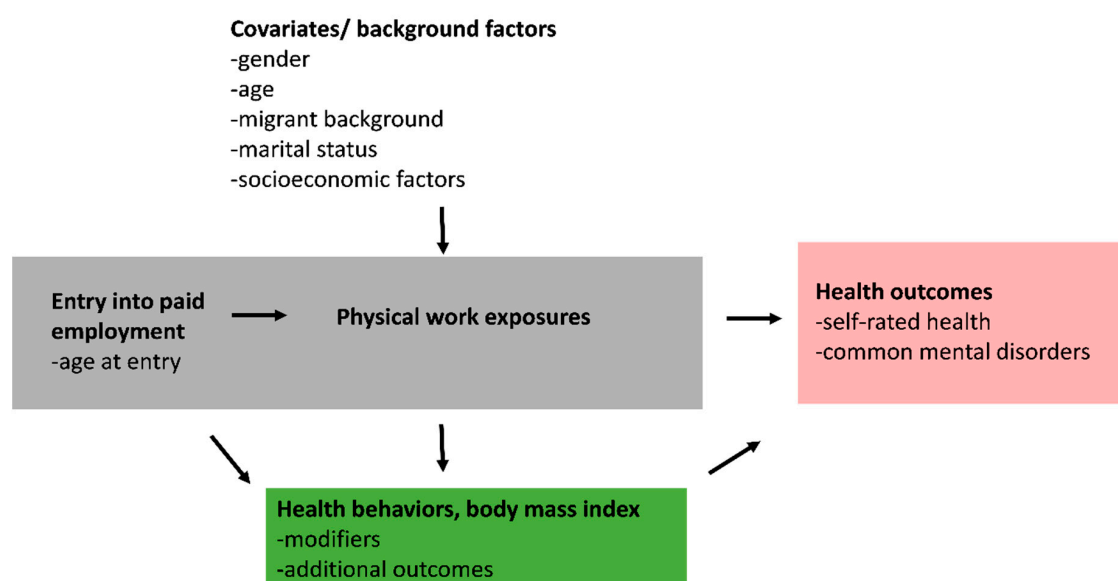 Covariates/ background factors
-gender
-age
-migrant background
-marital status
-socioeconomic factors
Entry into paid
employment
-age at entry
Physical work exposures
Health outcomes
-self-rated health
-common mental disorders
Health behaviors, body mass index
-modifiers
-additional outcomes